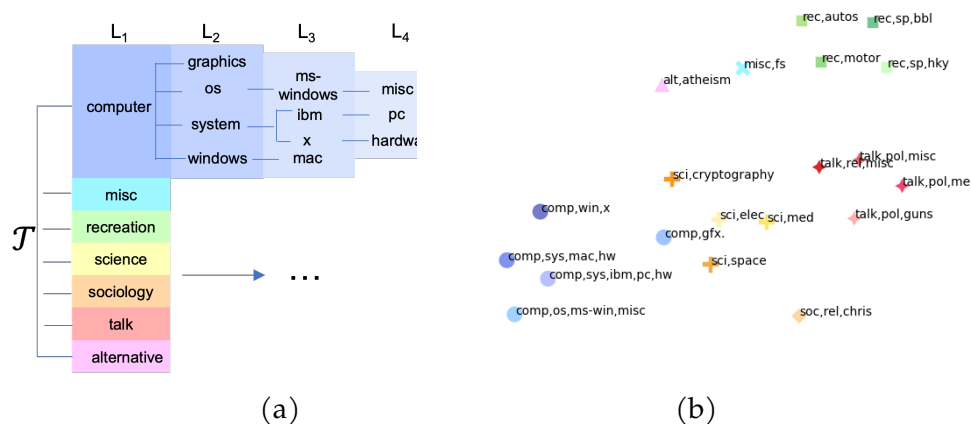 L1 L2 L3 L4
graphics
ms-
os windows misc
computer ibm pc
system
x hardwa
windows mac
misc
recreation
𝒯 science
...
sociology
talk
alternative
(a)
rec,autos rec,sp,bbl
misc,fs rec,motor rec,sp,hky
alt,atheism
talk,rel,misc talk,pol,misc
sci,cryptography talk,pol,me
comp,win,x sci,elec sci,med talk,pol,guns
comp,gfx.
comp,sys,mac,hw sci,space
comp,sys,ibm,pc,hw
comp,os,ms-win,misc soc,rel,chris
(b)